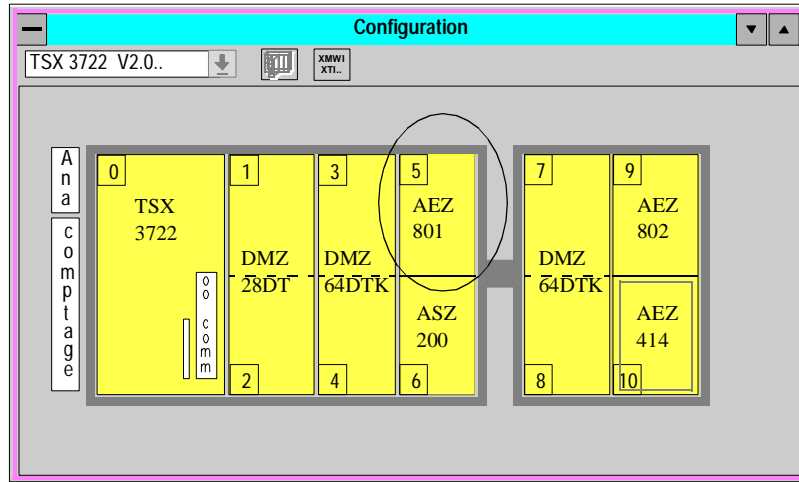 Configuration
TSX 3722 V2.0..
XMWI
XTI..
Ana
comptage
0
TSX
3722
oo comm
1
DMZ
28DT
2
3
DMZ
64DTK
4
5
AEZ
801
ASZ
200
6
7
DMZ
64DTK
8
9
AEZ
802
AEZ
414
10